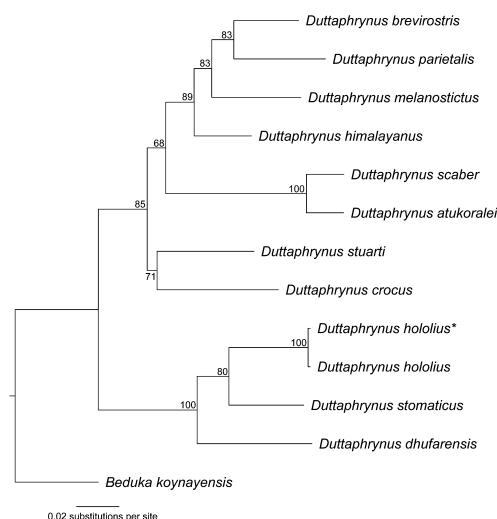 Duttaphrynus brevirostris
83
Duttaphrynus parietalis
83
Duttaphrynus melanostictus
89
Duttaphrynus himalayanus
68
Duttaphrynus scaber
100
Duttaphrynus atukoralei
85
Duttaphrynus stuarti
71
Duttaphrynus crocus
Duttaphrynus hololius*
100
Duttaphrynus hololius
80
Duttaphrynus stomaticus
100
Duttaphrynus dhufarensis
Beduka koynayensis
0.02 substitutions per site